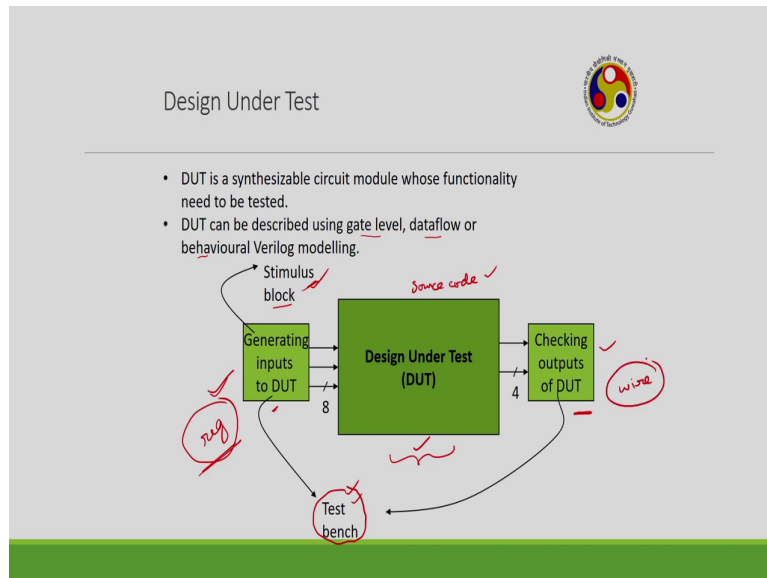 Design Under Test
• DUT is a synthesizable circuit module whose functionality
need to be tested.
• DUT can be described using gate level, dataflow or
behavioural Verilog modelling.
Stimulus
block
Source code
Generating
inputs
to DUT
8
Design Under Test
(DUT)
4
Checking
outputs
of DUT
wire
reg
Test
bench